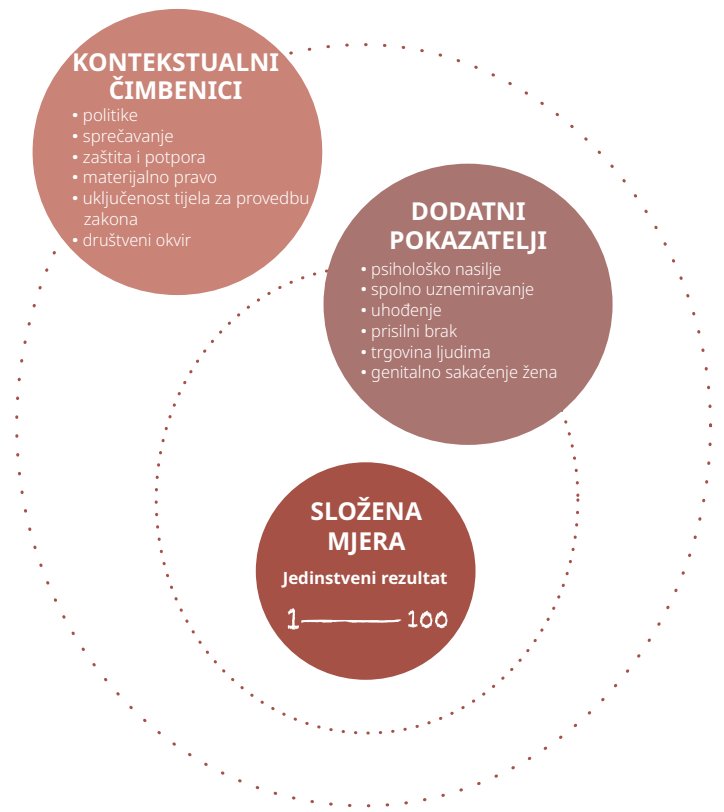 KONTEKSTUALNI
ČIMBENICI
• politike
• sprečavanje
• zaštita i potpora
• materijalno pravo
• uključenost tijela za provedbu
zakona
• društveni okvir
DODATNI
POKAZATELJI
• psihološko nasilje
• spolno uznemiravanje
• uhođenje
• prisilni brak
• trgovina ljudima
• genitalno sakaćenje žena
SLOŽENA
MJERA
Jedinstveni rezultat
1 100